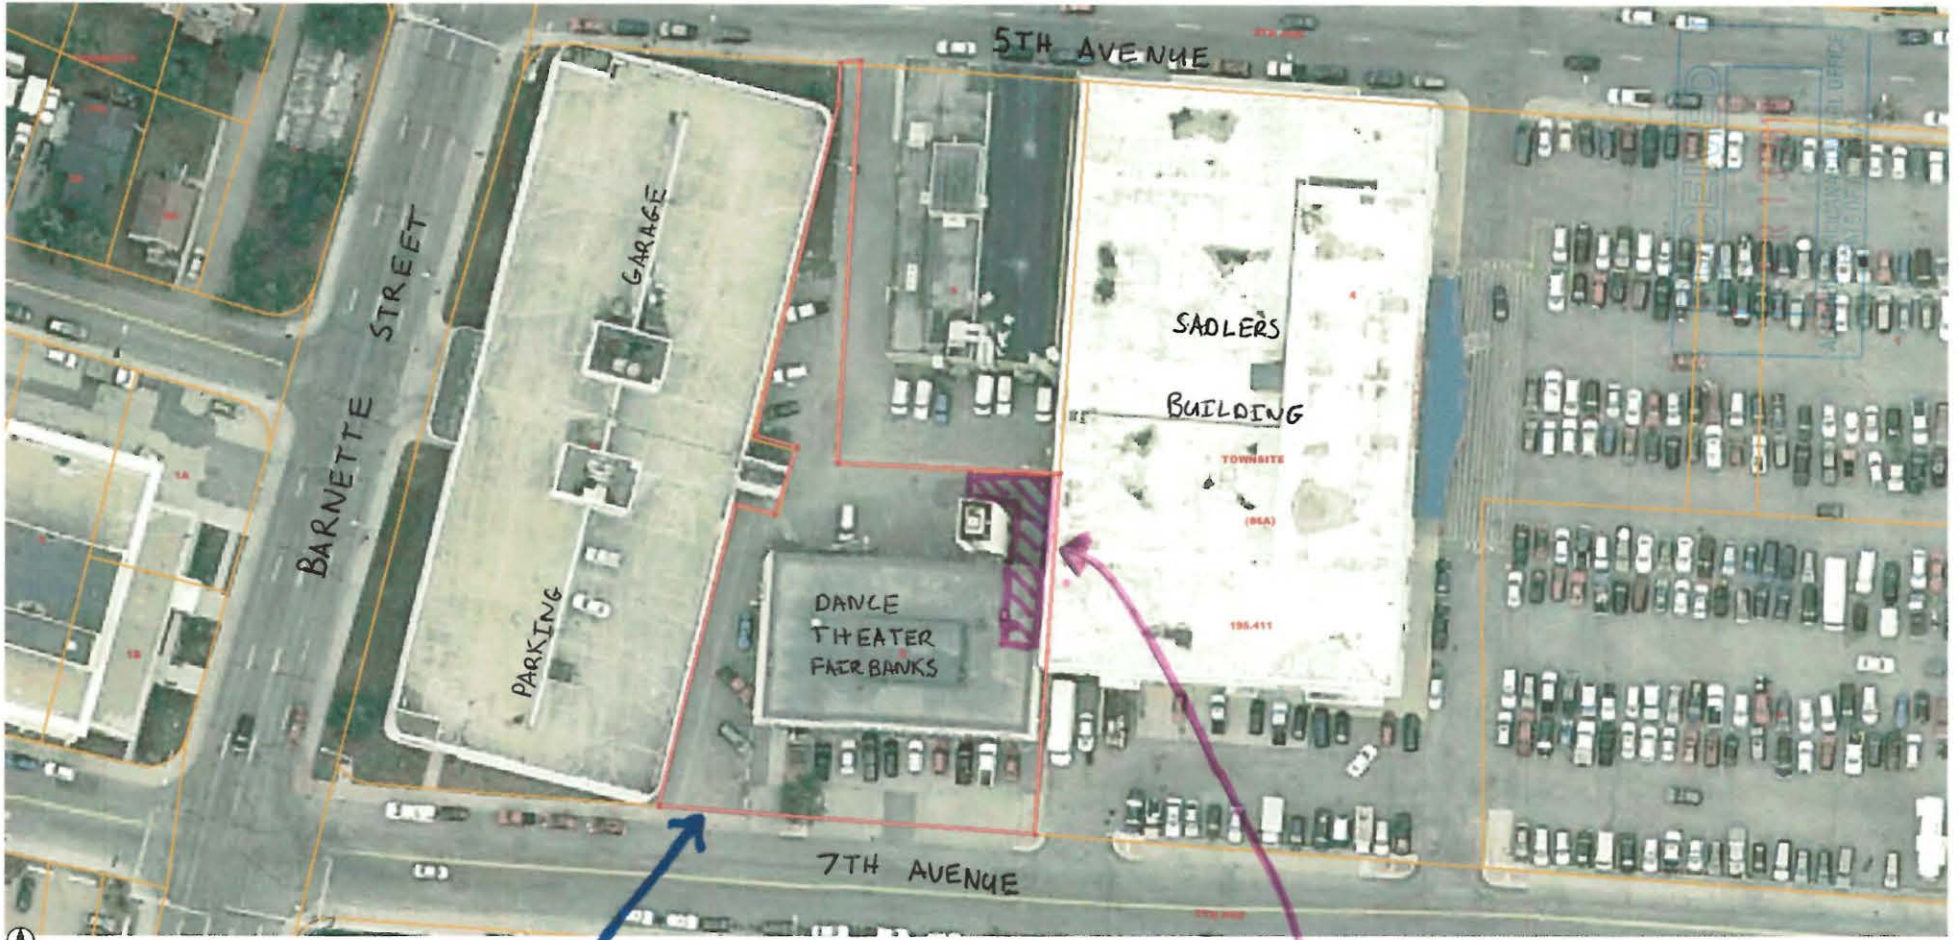 5TH AVENUE
BARNETTE STREET
PARKING GARAGE
SADLERS
BUILDING
4
TOWNSITE
(86A)
195.411
1A
1B
DANCE
THEATER
FAIRBANKS
7TH AVENUE